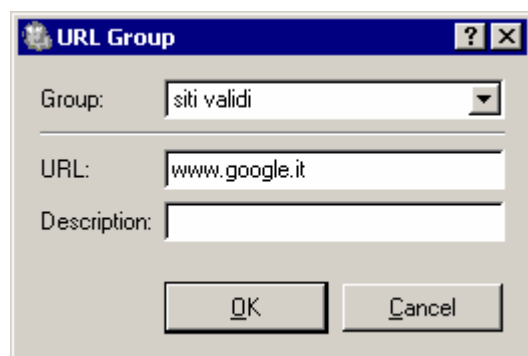 URL Group
Group: siti validi
URL: www.google.it
Description:
OK Cancel